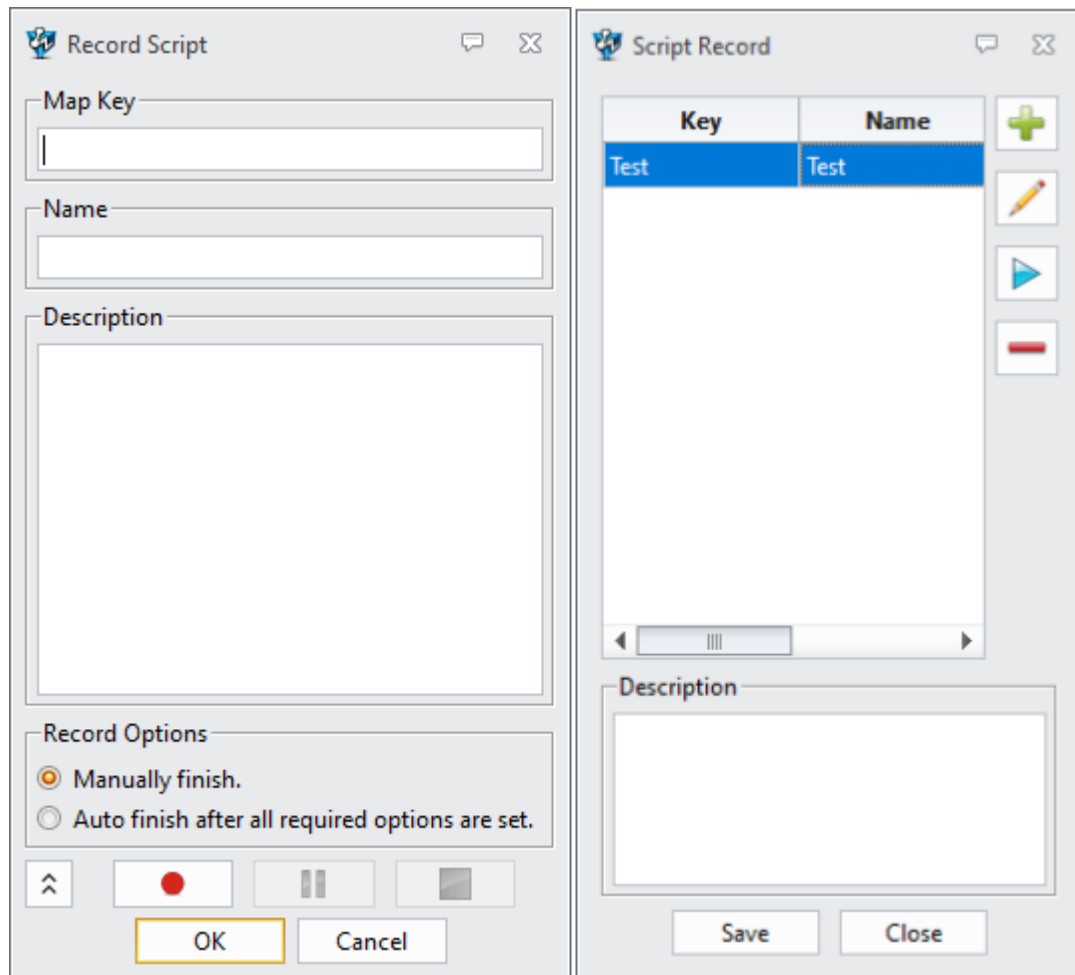 Record Script
Map Key
Name
Description
Record Options
Manually finish.
Auto finish after all required options are set.
OK Cancel
Script Record
Key Name
Test Test
Description
Save Close